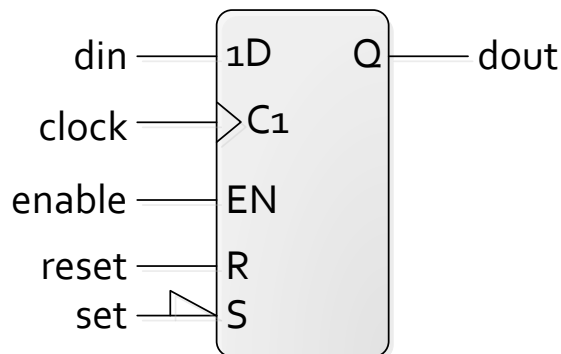 din 1D Q dout
clock C1
enable EN
reset R
set S